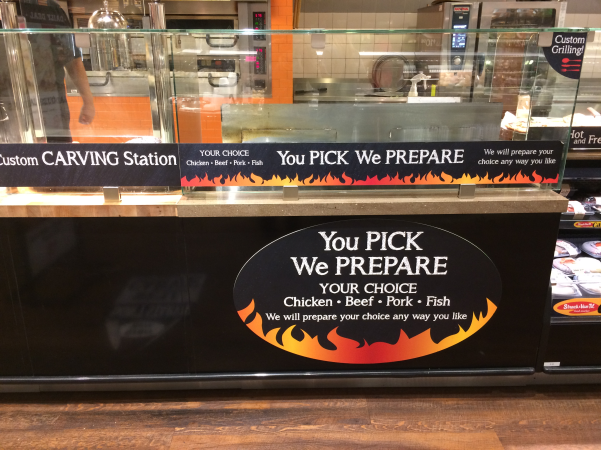 Custom
Grilling!
Hot
and Fre
Custom CARVING Station
YOUR CHOICE
Chicken • Beef • Pork • Fish
You PICK We PREPARE
We will prepare your
choice any way you like
You PICK
We PREPARE
YOUR CHOICE
Chicken • Beef • Pork • Fish
We will prepare your choice any way you like